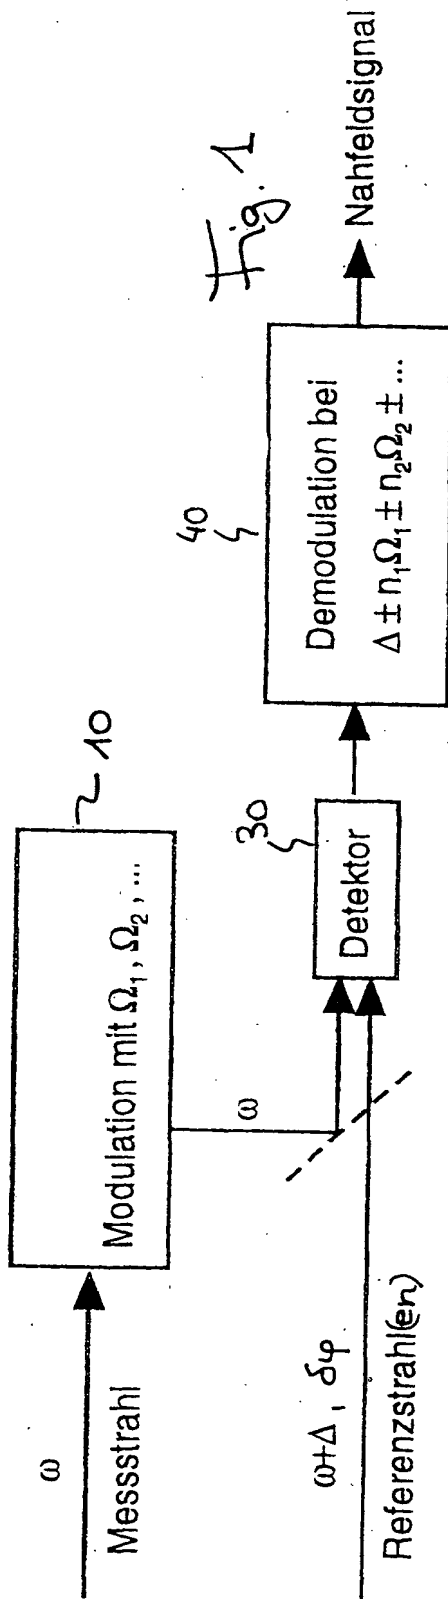 ω
Messstrahl
Modulation mit Ω₁, Ω₂, ...
10
ω
ω+Δ, δφ
Referenzstrahl(en)
Detektor
30
Demodulation bei
Δ ± n₁Ω₁ ± n₂Ω₂ ± ...
40
Nahfeldsignal
Fig. 1